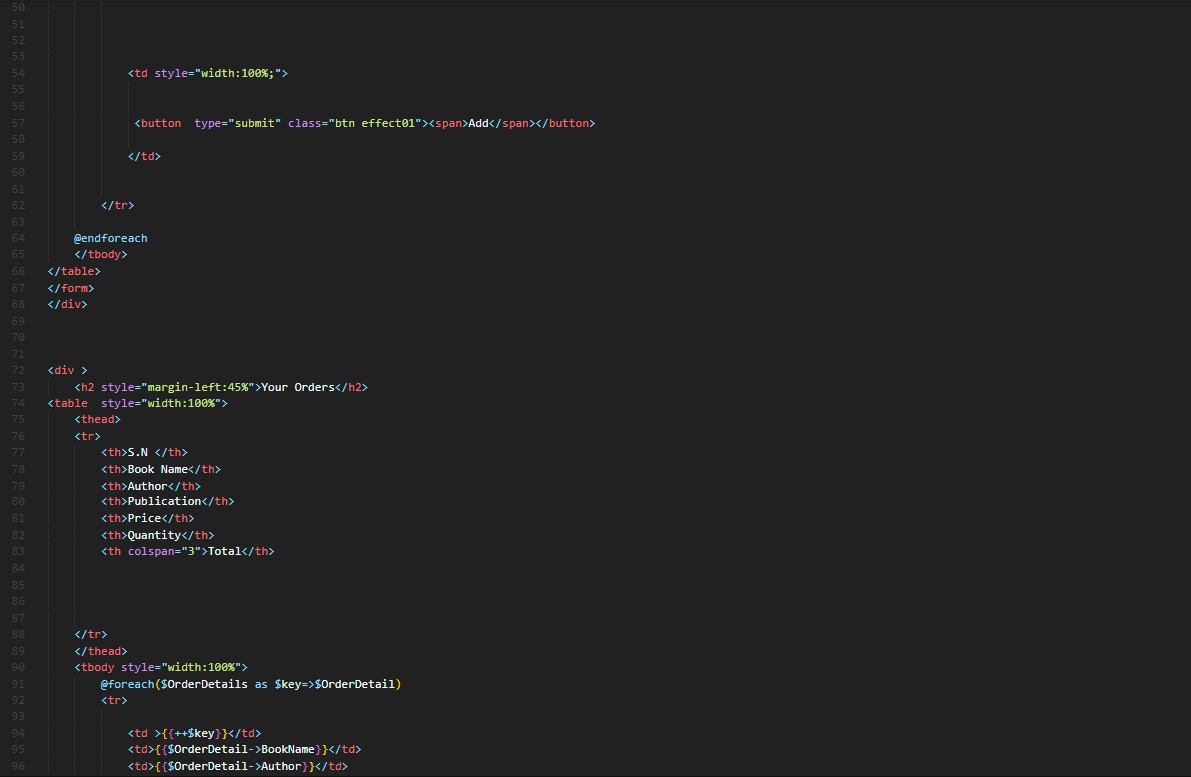 50
51
52
53
54 <td style="width:100%;">
55
56
57 <button  type="submit" class="btn effect01"><span>Add</span></button>
58
59 </td>
60
61
62 </tr>
63
64 @endforeach
65 </tbody>
66 </table>
67 </form>
68 </div>
69
70
71
72 <div >
73 <h2 style="margin-left:45%">Your Orders</h2>
74 <table  style="width:100%">
75 <thead>
76 <tr>
77 <th>S.N </th>
78 <th>Book Name</th>
79 <th>Author</th>
80 <th>Publication</th>
81 <th>Price</th>
82 <th>Quantity</th>
83 <th colspan="3">Total</th>
84
85
86
87
88 </tr>
89 </thead>
90 <tbody style="width:100%">
91 @foreach($OrderDetails as $key=>$OrderDetail)
92 <tr>
93
94 <td >{{++$key}}</td>
95 <td>{{$OrderDetail->BookName}}</td>
96 <td>{{$OrderDetail->Author}}</td>